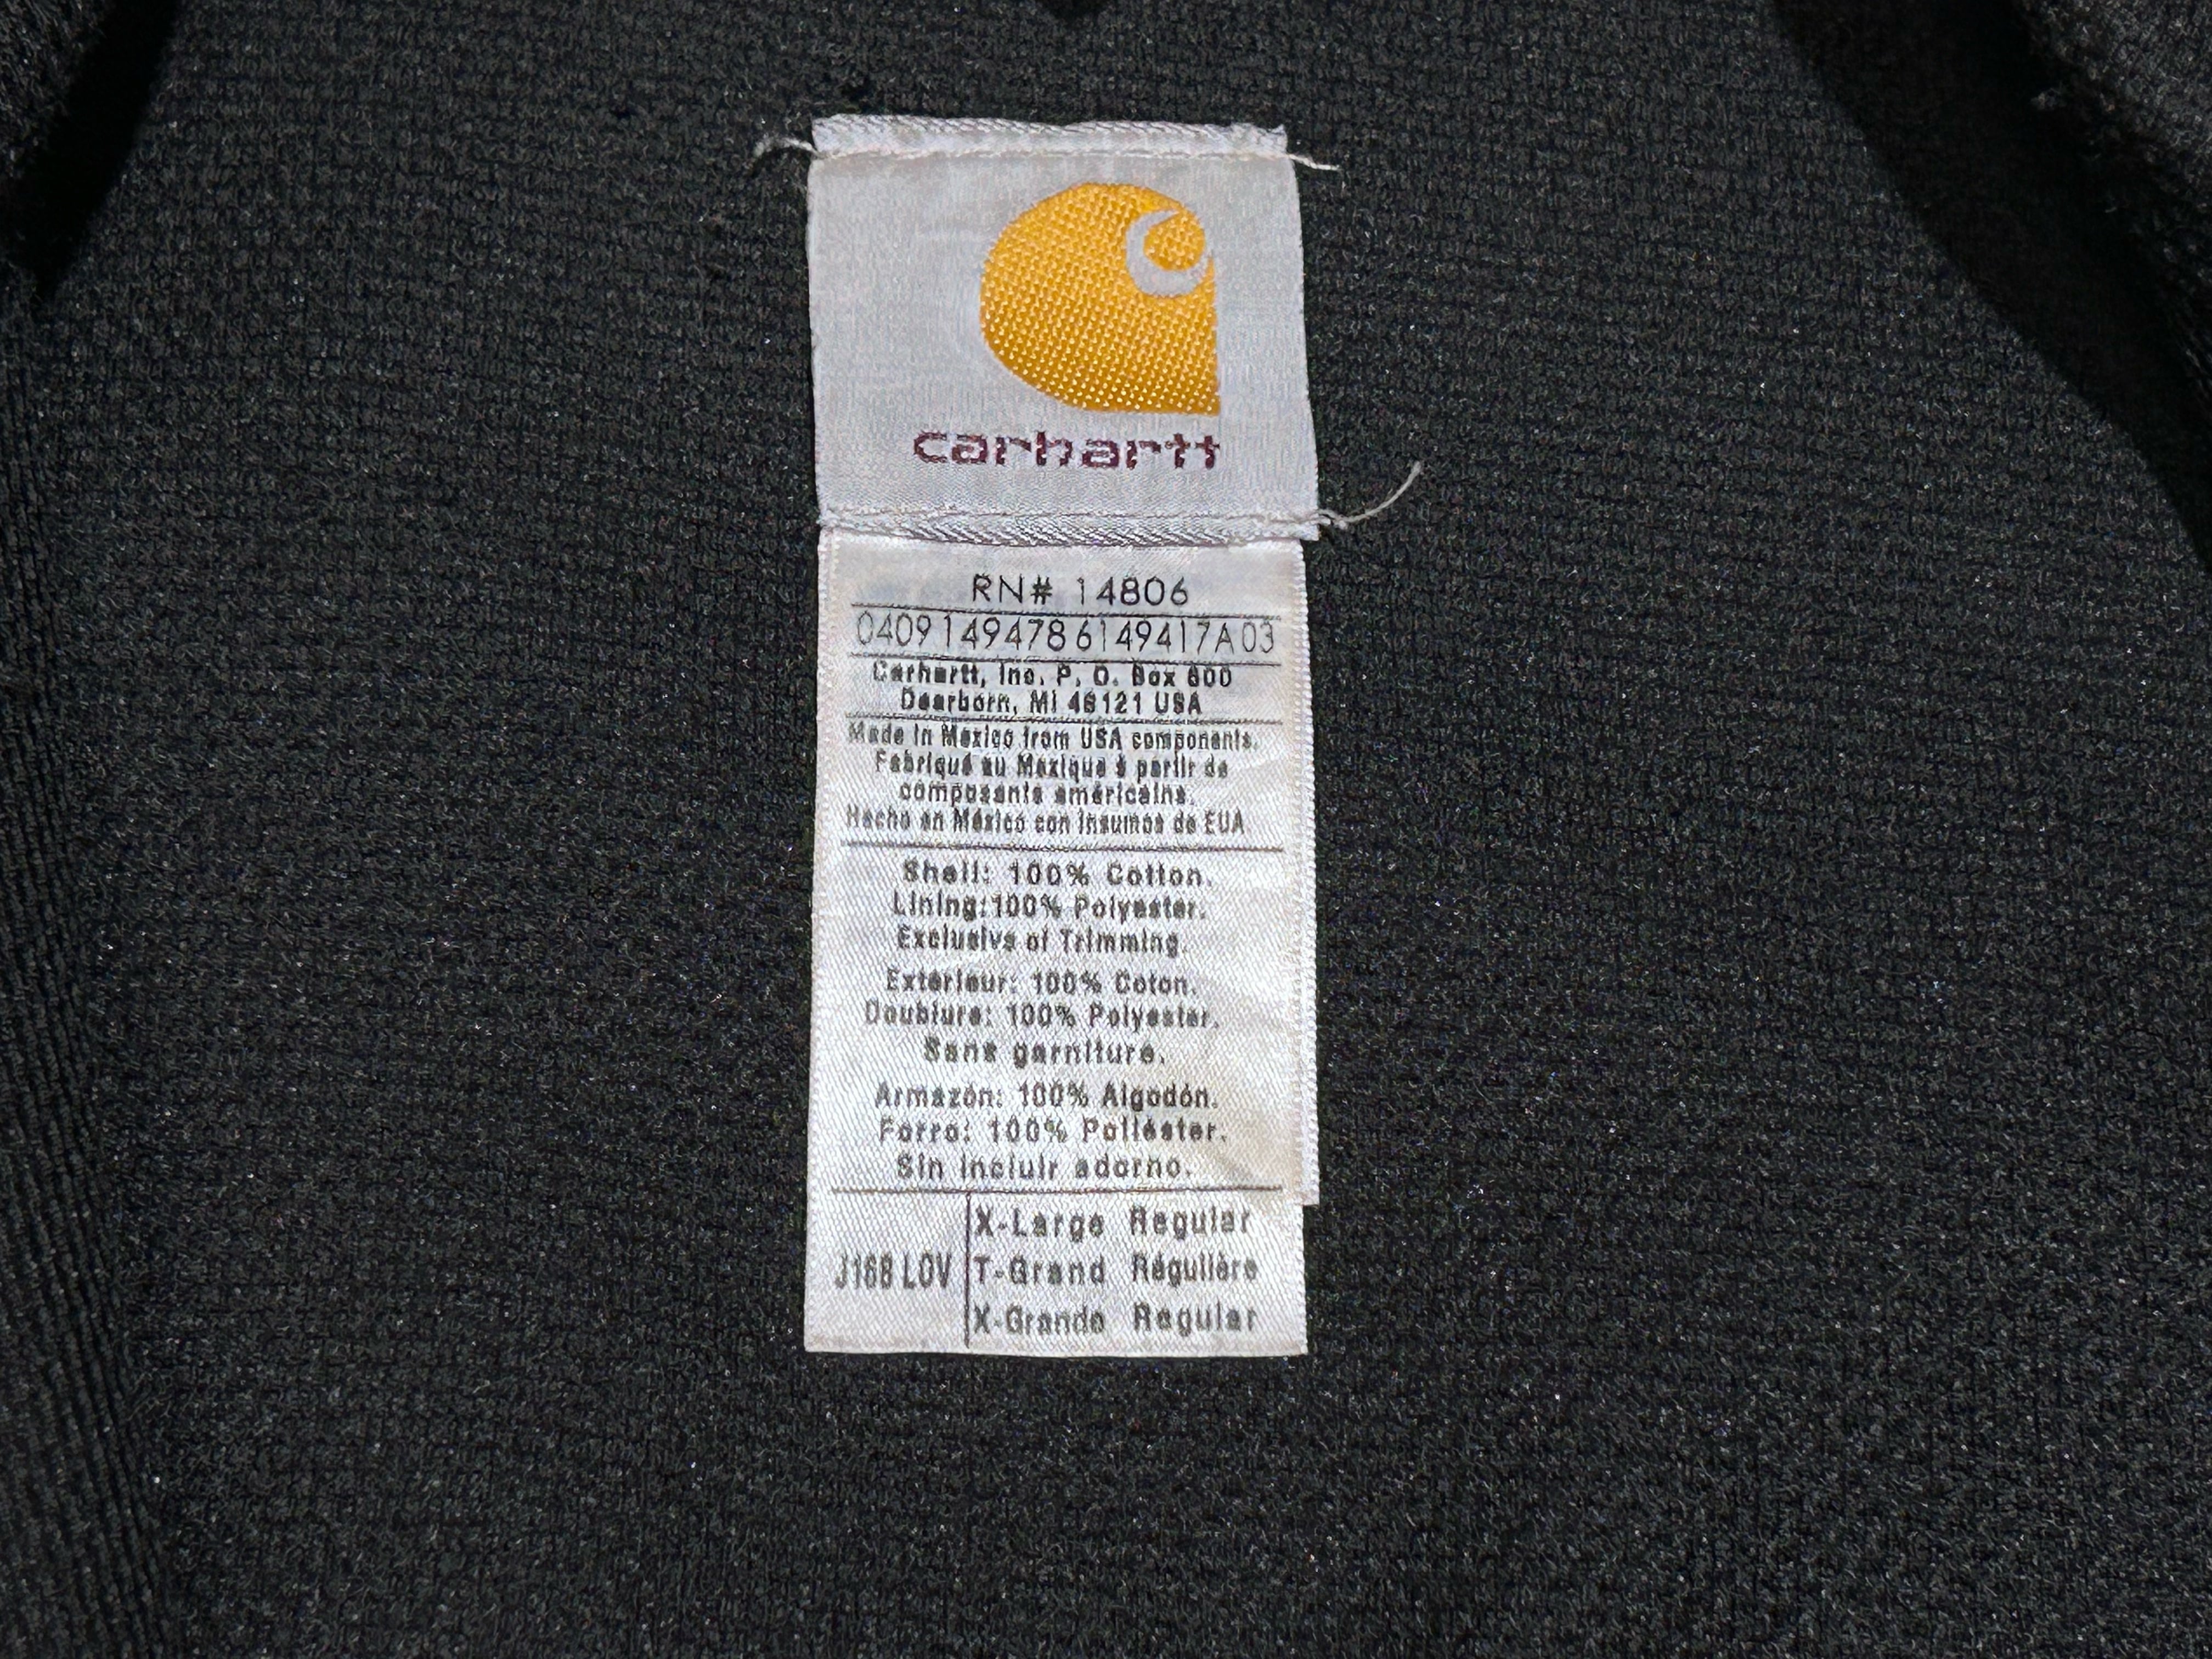 carhartt
RN# 14806
0409149478 6149417A 03
Carhartt, Inc. P. O. Box 600
Dearborn, MI 48121 USA
Made in Mexico from USA components.
Fabriqué au Mexique à partir de
composants américains.
Hecho en México con insumos de EUA.
Shell: 100% Cotton.
Lining: 100% Polyester.
Exclusive of Trimming.
Extérieur: 100% Coton.
Doublure: 100% Polyester.
Sans garniture.
Armazón: 100% Algodón.
Forro: 100% Poliéster.
Sin incluir adorno.
X-Large Regular
J168 LOV T-Grand Régulière
X-Grande Regular